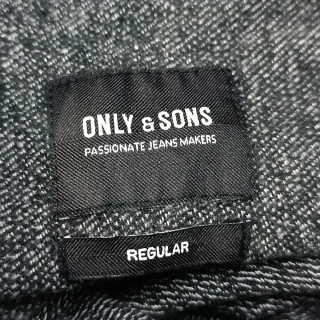 ONLY & SONS
PASSIONATE JEANS MAKERS
REGULAR